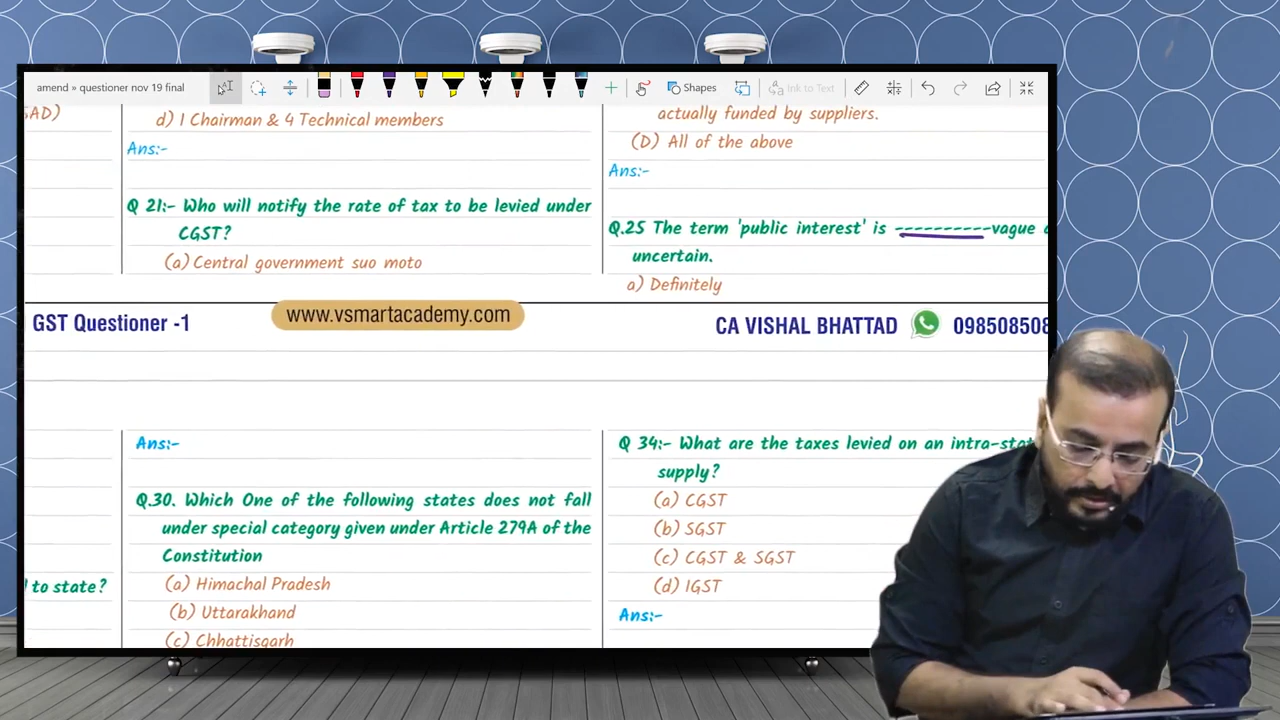 amend » questioner nov 19 final
Shapes
Ink to Text
d) 1 Chairman & 4 Technical members
Ans:-
Q 21:- Who will notify the rate of tax to be levied under
CGST?
(a) Central government suo moto
actually funded by suppliers.
(D) All of the above
Ans:-
Q.25 The term 'public interest' is ----------vague
uncertain.
a) Definitely
GST Questioner -1
www.vsmartacademy.com
CA VISHAL BHATTAD
098508508
to state?
Ans:-
Q.30. Which One of the following states does not fall
under special category given under Article 279A of the
Constitution
(a) Himachal Pradesh
(b) Uttarakhand
(c) Chhattisgarh
Q 34:- What are the taxes levied on an intra-stat
supply?
(a) CGST
(b) SGST
(c) CGST & SGST
(d) IGST
Ans:-